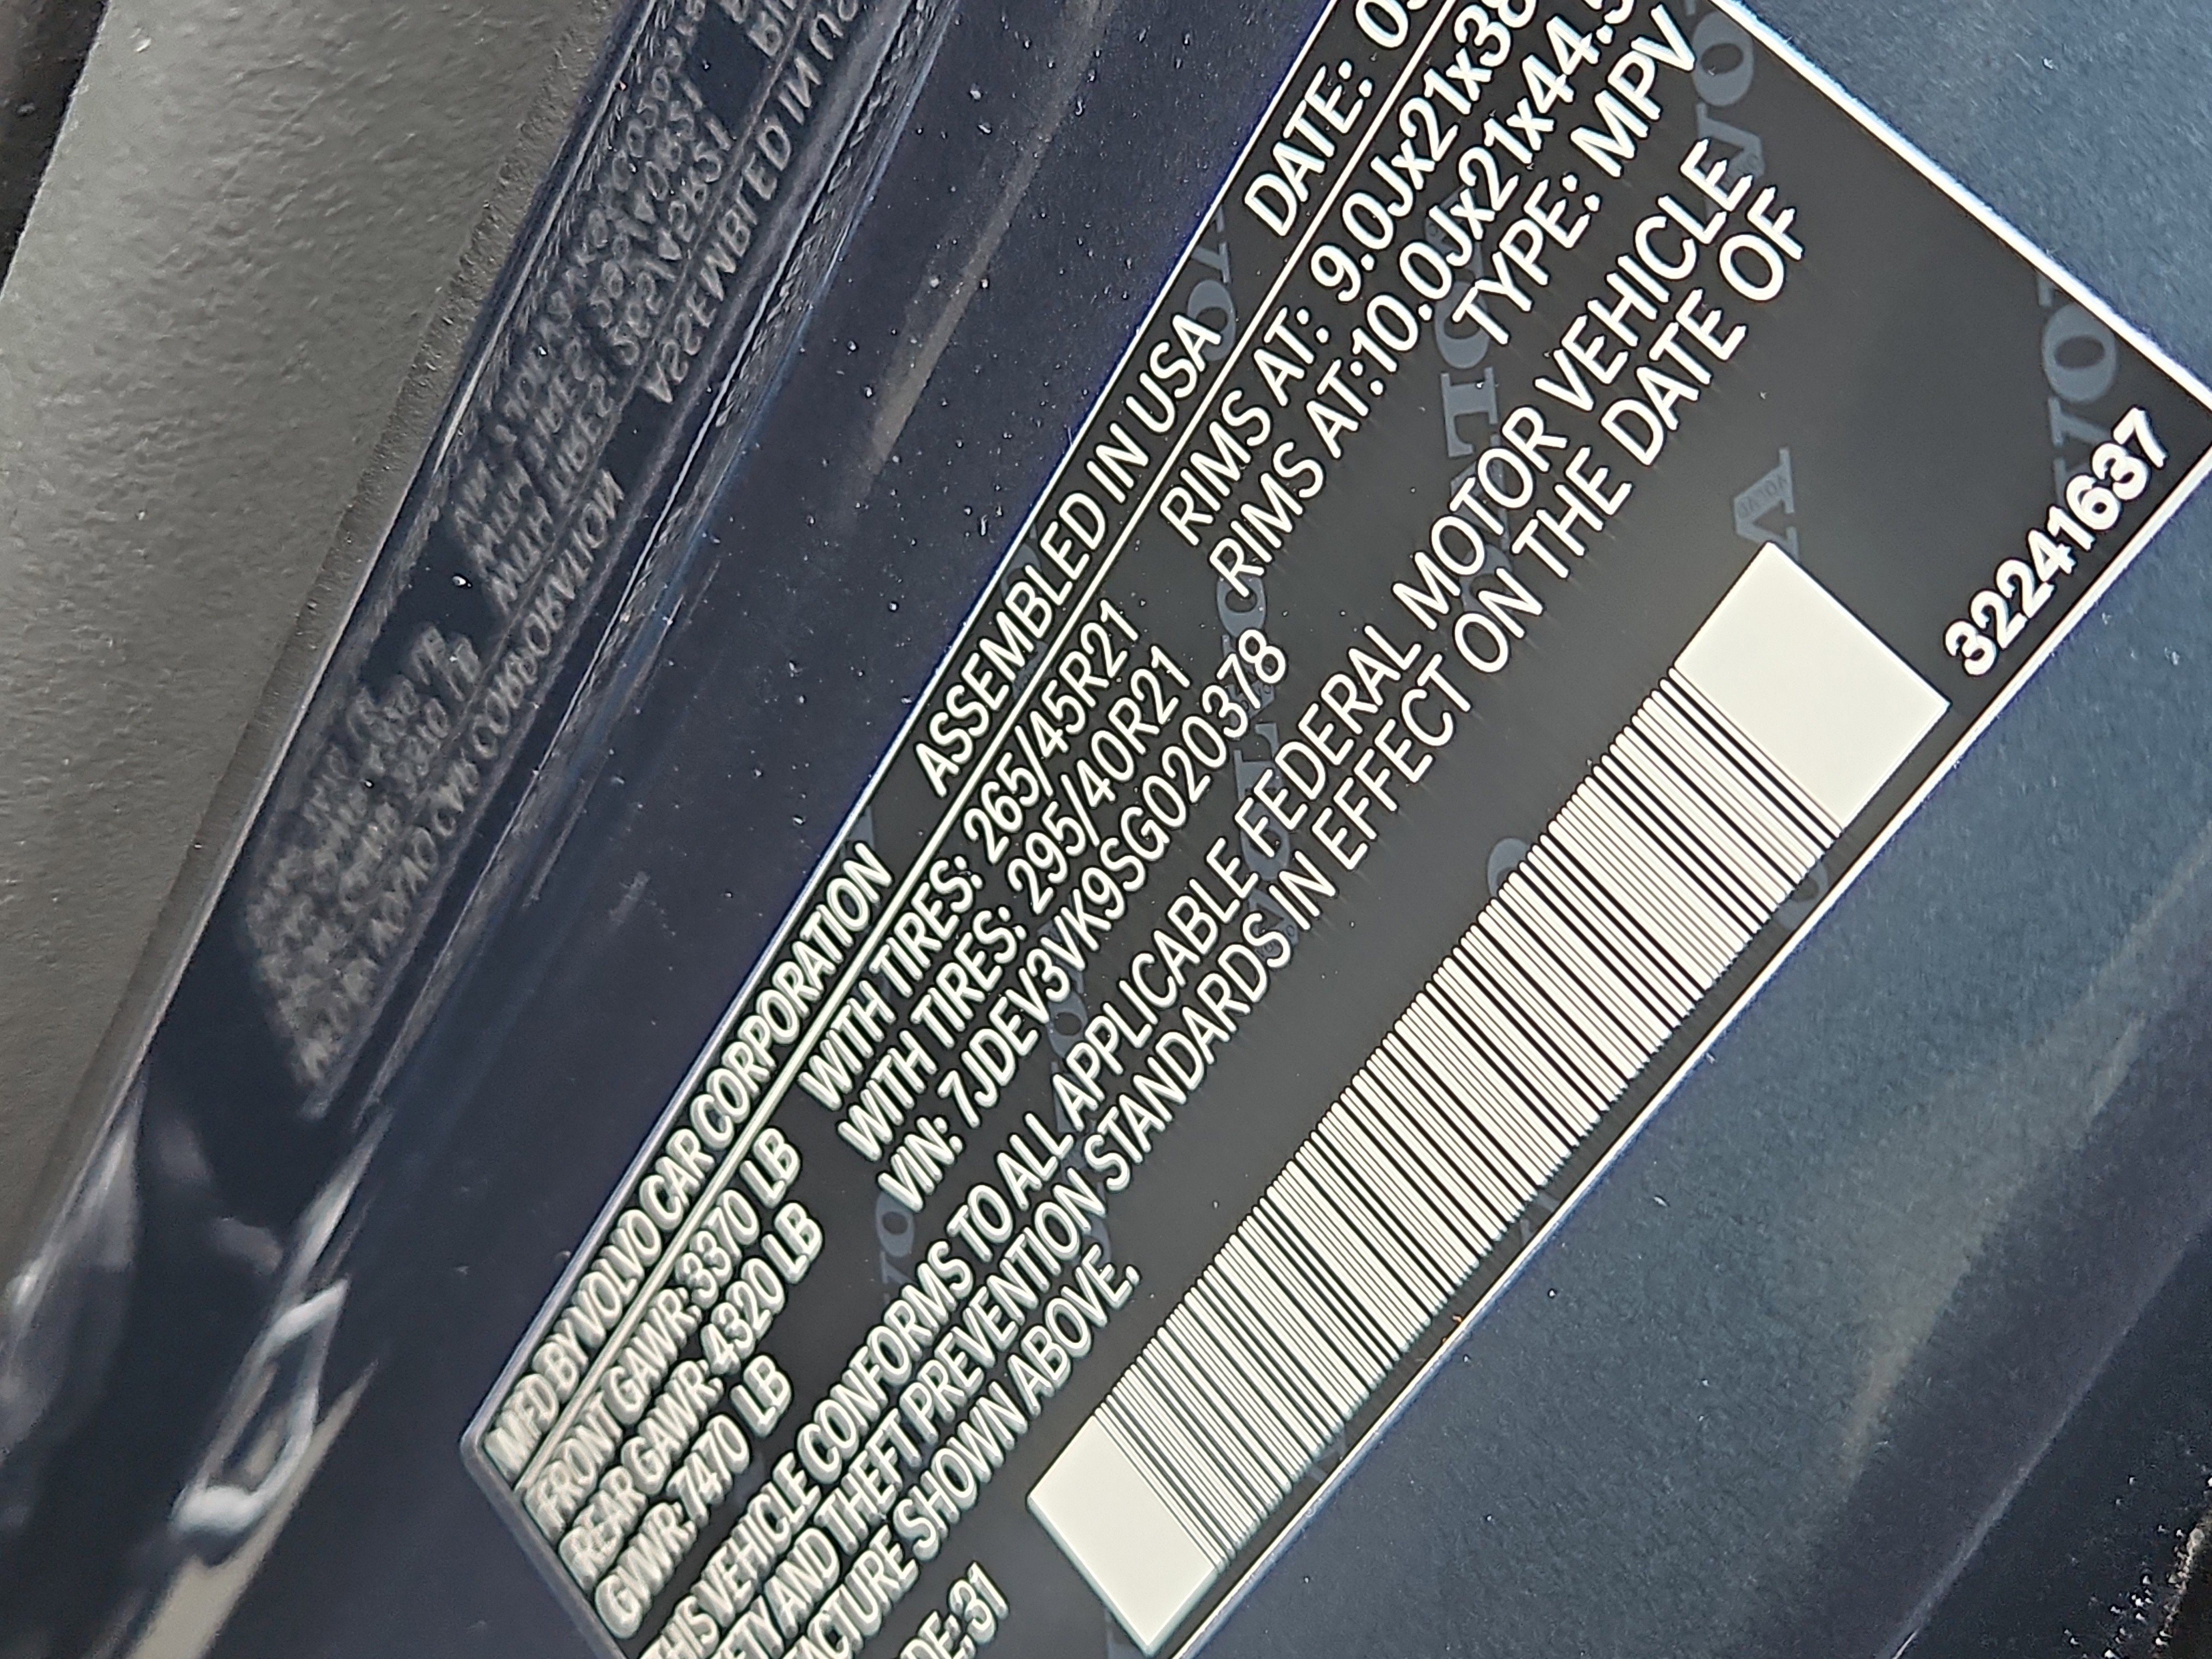 MFD BY VOLVO CAR CORPORATION ASSEMBLED IN USA DATE:
FRONT GAWR: 3370 LB WITH TIRES: 265/45R21 RIMS AT: 9.0Jx21x38
REAR GAWR: 4320 LB WITH TIRES: 295/40R21 RIMS AT:10.0Jx21x44.5
GVWR: 7470 LB VIN: 7JDEV3VK9SG020378 TYPE: MPV
THIS VEHICLE CONFORMS TO ALL APPLICABLE FEDERAL MOTOR VEHICLE
ETY AND THEFT PREVENTION STANDARDS IN EFFECT ON THE DATE OF
ACTURE SHOWN ABOVE.
DE:31
32241637